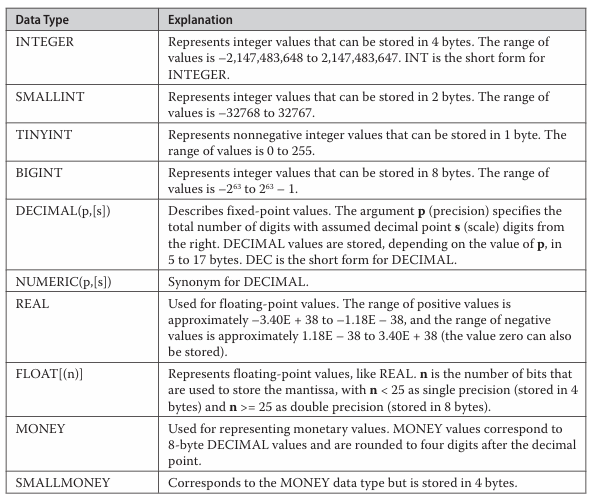 Data Type Explanation
INTEGER Represents integer values that can be stored in 4 bytes. The range of
values is –2,147,483,648 to 2,147,483,647. INT is the short form for
INTEGER.
SMALLINT Represents integer values that can be stored in 2 bytes. The range of
values is –32768 to 32767.
TINYINT Represents nonnegative integer values that can be stored in 1 byte. The
range of values is 0 to 255.
BIGINT Represents integer values that can be stored in 8 bytes. The range of
values is –2⁶³ to 2⁶³ – 1.
DECIMAL(p,[s]) Describes fixed-point values. The argument p (precision) specifies the
total number of digits with assumed decimal point s (scale) digits from
the right. DECIMAL values are stored, depending on the value of p, in
5 to 17 bytes. DEC is the short form for DECIMAL.
NUMERIC(p,[s]) Synonym for DECIMAL.
REAL Used for floating-point values. The range of positive values is
approximately –3.40E + 38 to –1.18E – 38, and the range of negative
values is approximately 1.18E – 38 to 3.40E + 38 (the value zero can also
be stored).
FLOAT[(n)] Represents floating-point values, like REAL. n is the number of bits that
are used to store the mantissa, with n < 25 as single precision (stored in 4
bytes) and n >= 25 as double precision (stored in 8 bytes).
MONEY Used for representing monetary values. MONEY values correspond to
8-byte DECIMAL values and are rounded to four digits after the decimal
point.
SMALLMONEY Corresponds to the MONEY data type but is stored in 4 bytes.